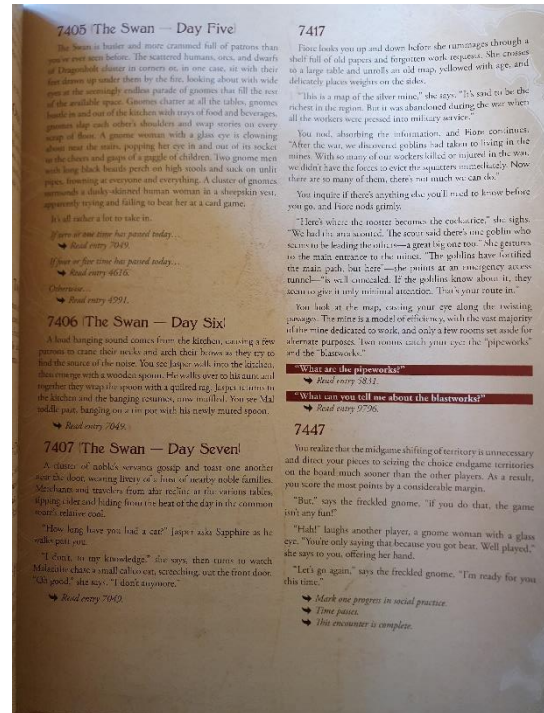 7405 |The Swan — Day Five|
The Swan is busier and more crammed full of patrons than
you've ever seen before. The scattered humans, orcs, and dwarfs
of Dragonbolt cluster in corners or, in one case, sit with their
feet drawn up under them by the fire, looking about with wide
eyes at the seemingly endless parade of gnomes that fill the rest
of the available space. Gnomes chatter at all the tables, gnomes
bustle in and out of the kitchen with trays of food and beverages,
gnomes slap each other's shoulders and swap stories on every
scrap of floor. A gnome woman with a glass eye is clowning
about near the stairs, popping her eye in and out of its socket
to the cheers and gasps of a gaggle of children. Two gnome men
with long black beards perch on high stools and suck on unlit
pipes, frowning at everyone and everything. A cluster of gnomes
surrounds a dusky-skinned human woman in a sheepskin vest,
apparently trying and failing to best her at a card game.
It's all rather a lot to take in.
If zero or one time has passed today…
➥ Read entry 7049.
If four or five time has passed today…
➥ Read entry 4616.
Otherwise…
➥ Read entry 4991.
7406 |The Swan — Day Six|
A loud banging sound comes from the kitchen, causing a few
patrons to crane their necks and arch their brows as they try to
find the source of the noise. You see Jasper walk into the kitchen,
then emerge with a wooden spoon. He walks over to his aunt and
together they wrap the spoon with a quilted rag. Jasper returns to
the kitchen and the banging resumes, now muffled. You see Mal
toddle past, banging on a tin pot with his newly muted spoon.
➥ Read entry 7049.
7407 |The Swan — Day Seven|
A cluster of noble's servants gossip and toast one another
near the door, wearing livery of a host of nearby noble families.
Merchants and travelers from afar recline at the various tables,
sipping cider and hiding from the heat of the day in the common
room's relative cool.
"How long have you had a cat?" Jasper asks Sapphire as he
walks past you.
"I don't, to my knowledge," she says, then turns to watch
Malazite chase a small calico cat, screeching, out the front door.
"Oh good," she says. "I don't anymore."
➥ Read entry 7049.
7417
Fiore looks you up and down before she rummages through a
shelf full of old papers and forgotten work requests. She crosses
to a large table and unrolls an old map, yellowed with age, and
delicately places weights on the sides.
"This is a map of the silver mine," she says. "It's said to be the
richest in the region. But it was abandoned during the war when
all the workers were pressed into military service."
You nod, absorbing the information, and Fiore continues.
"After the war, we discovered goblins had taken to living in the
mines. With so many of our workers killed or injured in the war,
we didn't have the forces to evict the squatters immediately. Now
there are so many of them, there's not much we can do."
You inquire if there's anything else you'll need to know before
you go, and Fiore nods grimly.
"Here's where the rooster becomes the cockatrice," she sighs.
"We had the area scouted. The scout said there's one goblin who
seems to be leading the others—a great big one too." She gestures
to the main entrance to the mines. "The goblins have fortified
the main path, but here"—she points at an emergency access
tunnel—"is well concealed. If the goblins know about it, they
seem to give it only minimal attention. That's your route in."
You look at the map, casting your eye along the twisting
passages. The mine is a model of efficiency, with the vast majority
of the mine dedicated to work, and only a few rooms set aside for
alternate purposes. Two rooms catch your eye: the "pipeworks"
and the "blastworks."
"What are the pipeworks?"
➥ Read entry 5831.
"What can you tell me about the blastworks?"
➥ Read entry 9796.
7447
You realize that the midgame shifting of territory is unnecessary
and direct your pieces to seizing the choice endgame territories
on the board much sooner than the other players. As a result,
you score the most points by a considerable margin.
"But," says the freckled gnome, "if you do that, the game
isn't any fun!"
"Hah!" laughs another player, a gnome woman with a glass
eye. "You're only saying that because you got beat. Well played,"
she says to you, offering her hand.
"Let's go again," says the freckled gnome. "I'm ready for you
this time."
➥ Mark one progress in social practice.
➥ Time passes.
➥ This encounter is complete.